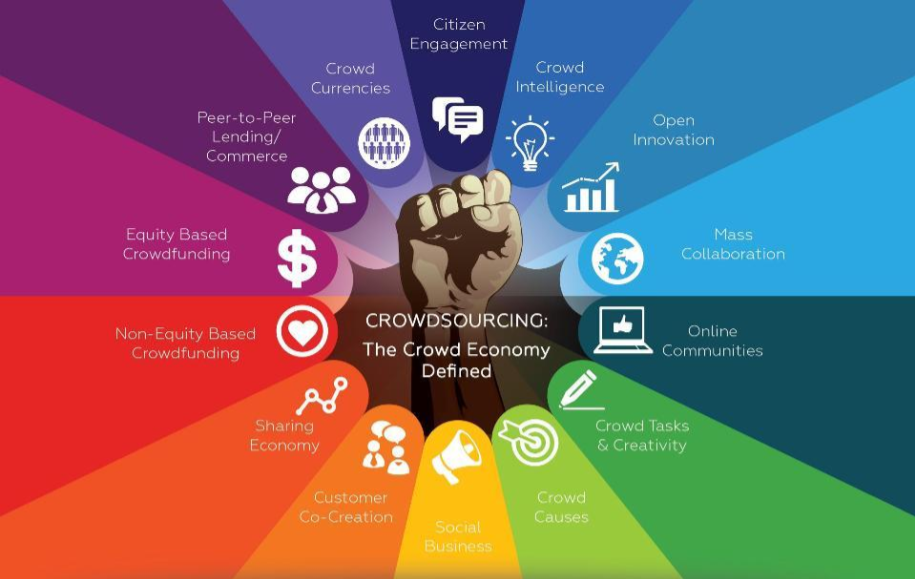 Citizen
Engagement
Crowd
Intelligence
Open
Innovation
Mass
Collaboration
Online
Communities
Crowd Tasks
& Creativity
Crowd
Causes
Social
Business
Customer
Co-Creation
Sharing
Economy
Non-Equity Based
Crowdfunding
Equity Based
Crowdfunding
Peer-to-Peer
Lending/
Commerce
Crowd
Currencies
CROWDSOURCING:
The Crowd Economy
Defined